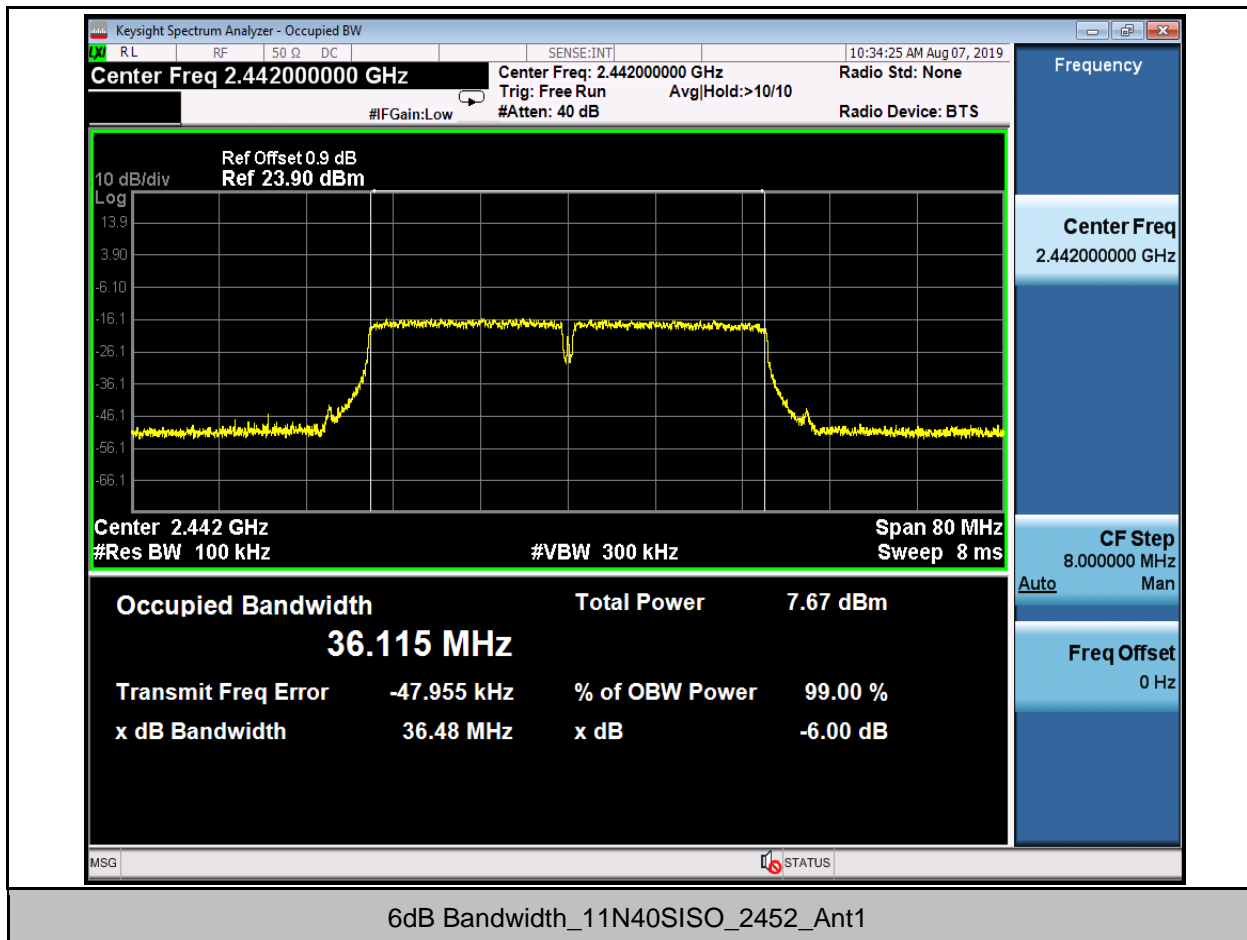 Keysight Spectrum Analyzer - Occupied BW
LXI RL RF 50 Ω DC SENSE:INT 10:34:25 AM Aug 07, 2019
Center Freq 2.442000000 GHz Center Freq: 2.442000000 GHz Radio Std: None
Trig: Free Run Avg|Hold:>10/10
#IFGain:Low #Atten: 40 dB Radio Device: BTS
Frequency
Ref Offset 0.9 dB
10 dB/div Ref 23.90 dBm
Log
13.9
3.90
-6.10
-16.1
-26.1
-36.1
-46.1
-56.1
-66.1
Center 2.442 GHz Span 80 MHz
#Res BW 100 kHz #VBW 300 kHz Sweep 8 ms
Center Freq
2.442000000 GHz
CF Step
8.000000 MHz
Auto Man
Freq Offset
0 Hz
Occupied Bandwidth Total Power 7.67 dBm
36.115 MHz
Transmit Freq Error -47.955 kHz % of OBW Power 99.00 %
x dB Bandwidth 36.48 MHz x dB -6.00 dB
MSG STATUS
6dB Bandwidth_11N40SISO_2452_Ant1